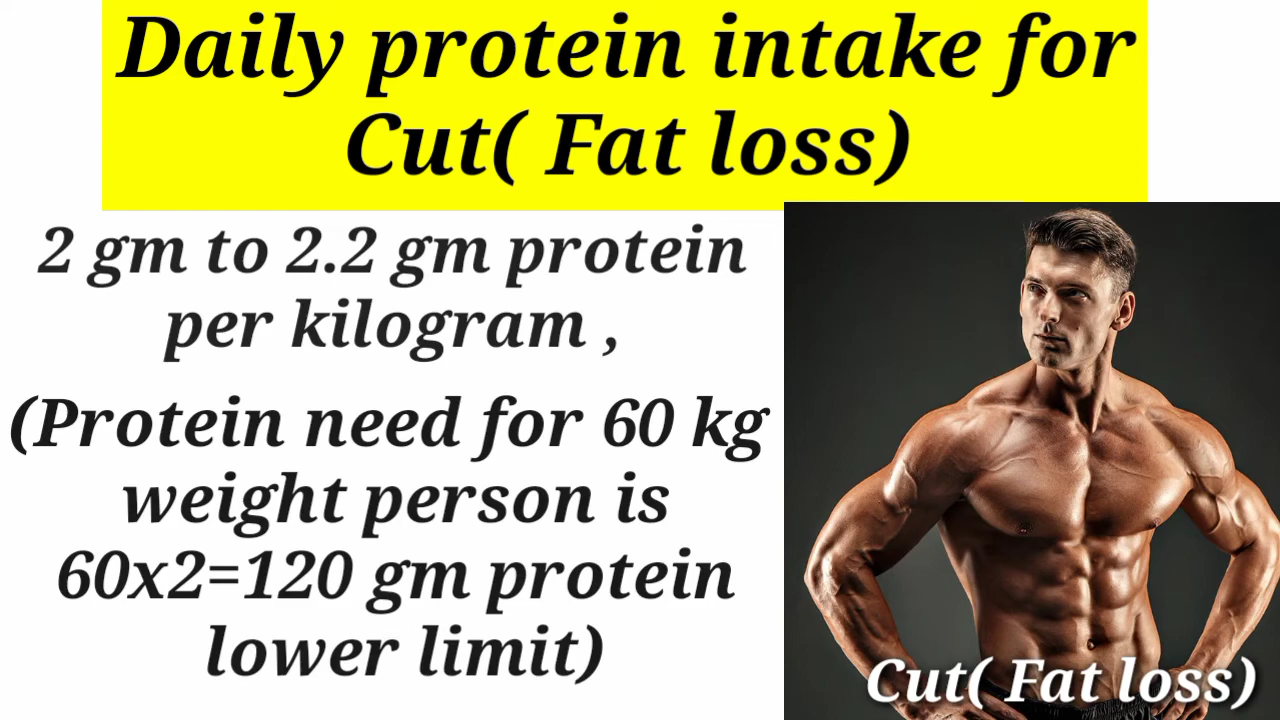 Daily protein intake for
Cut( Fat loss)
2 gm to 2.2 gm protein
per kilogram ,
(Protein need for 60 kg
weight person is
60x2=120 gm protein
lower limit)
Cut( Fat loss)